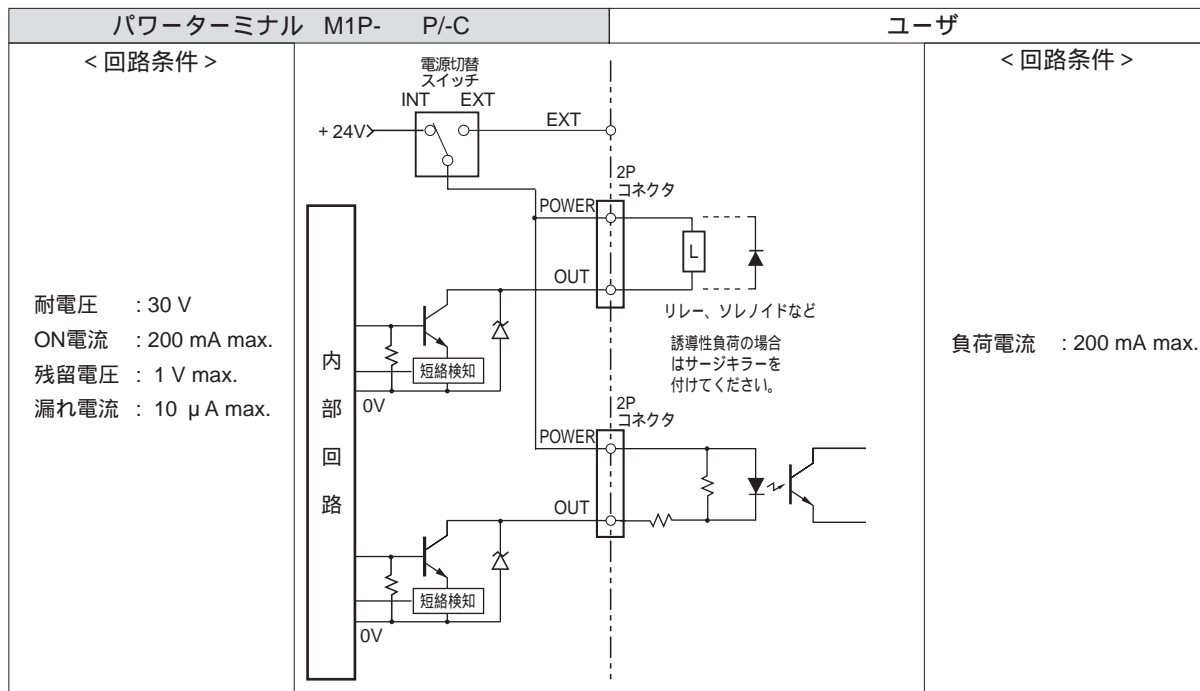 パワーターミナル M1P- P/-C
ユーザ
＜回路条件＞
耐電圧 : 30 V
ON電流 : 200 mA max.
残留電圧 : 1 V max.
漏れ電流 : 10 μA max.
電源切替
スイッチ
INT EXT
+24V
EXT
2P
コネクタ
POWER
L
OUT
リレー、ソレノイドなど
誘導性負荷の場合
はサージキラーを
付けてください。
内部回路
短絡検知
0V
2P
コネクタ
POWER
OUT
短絡検知
0V
＜回路条件＞
負荷電流 : 200 mA max.